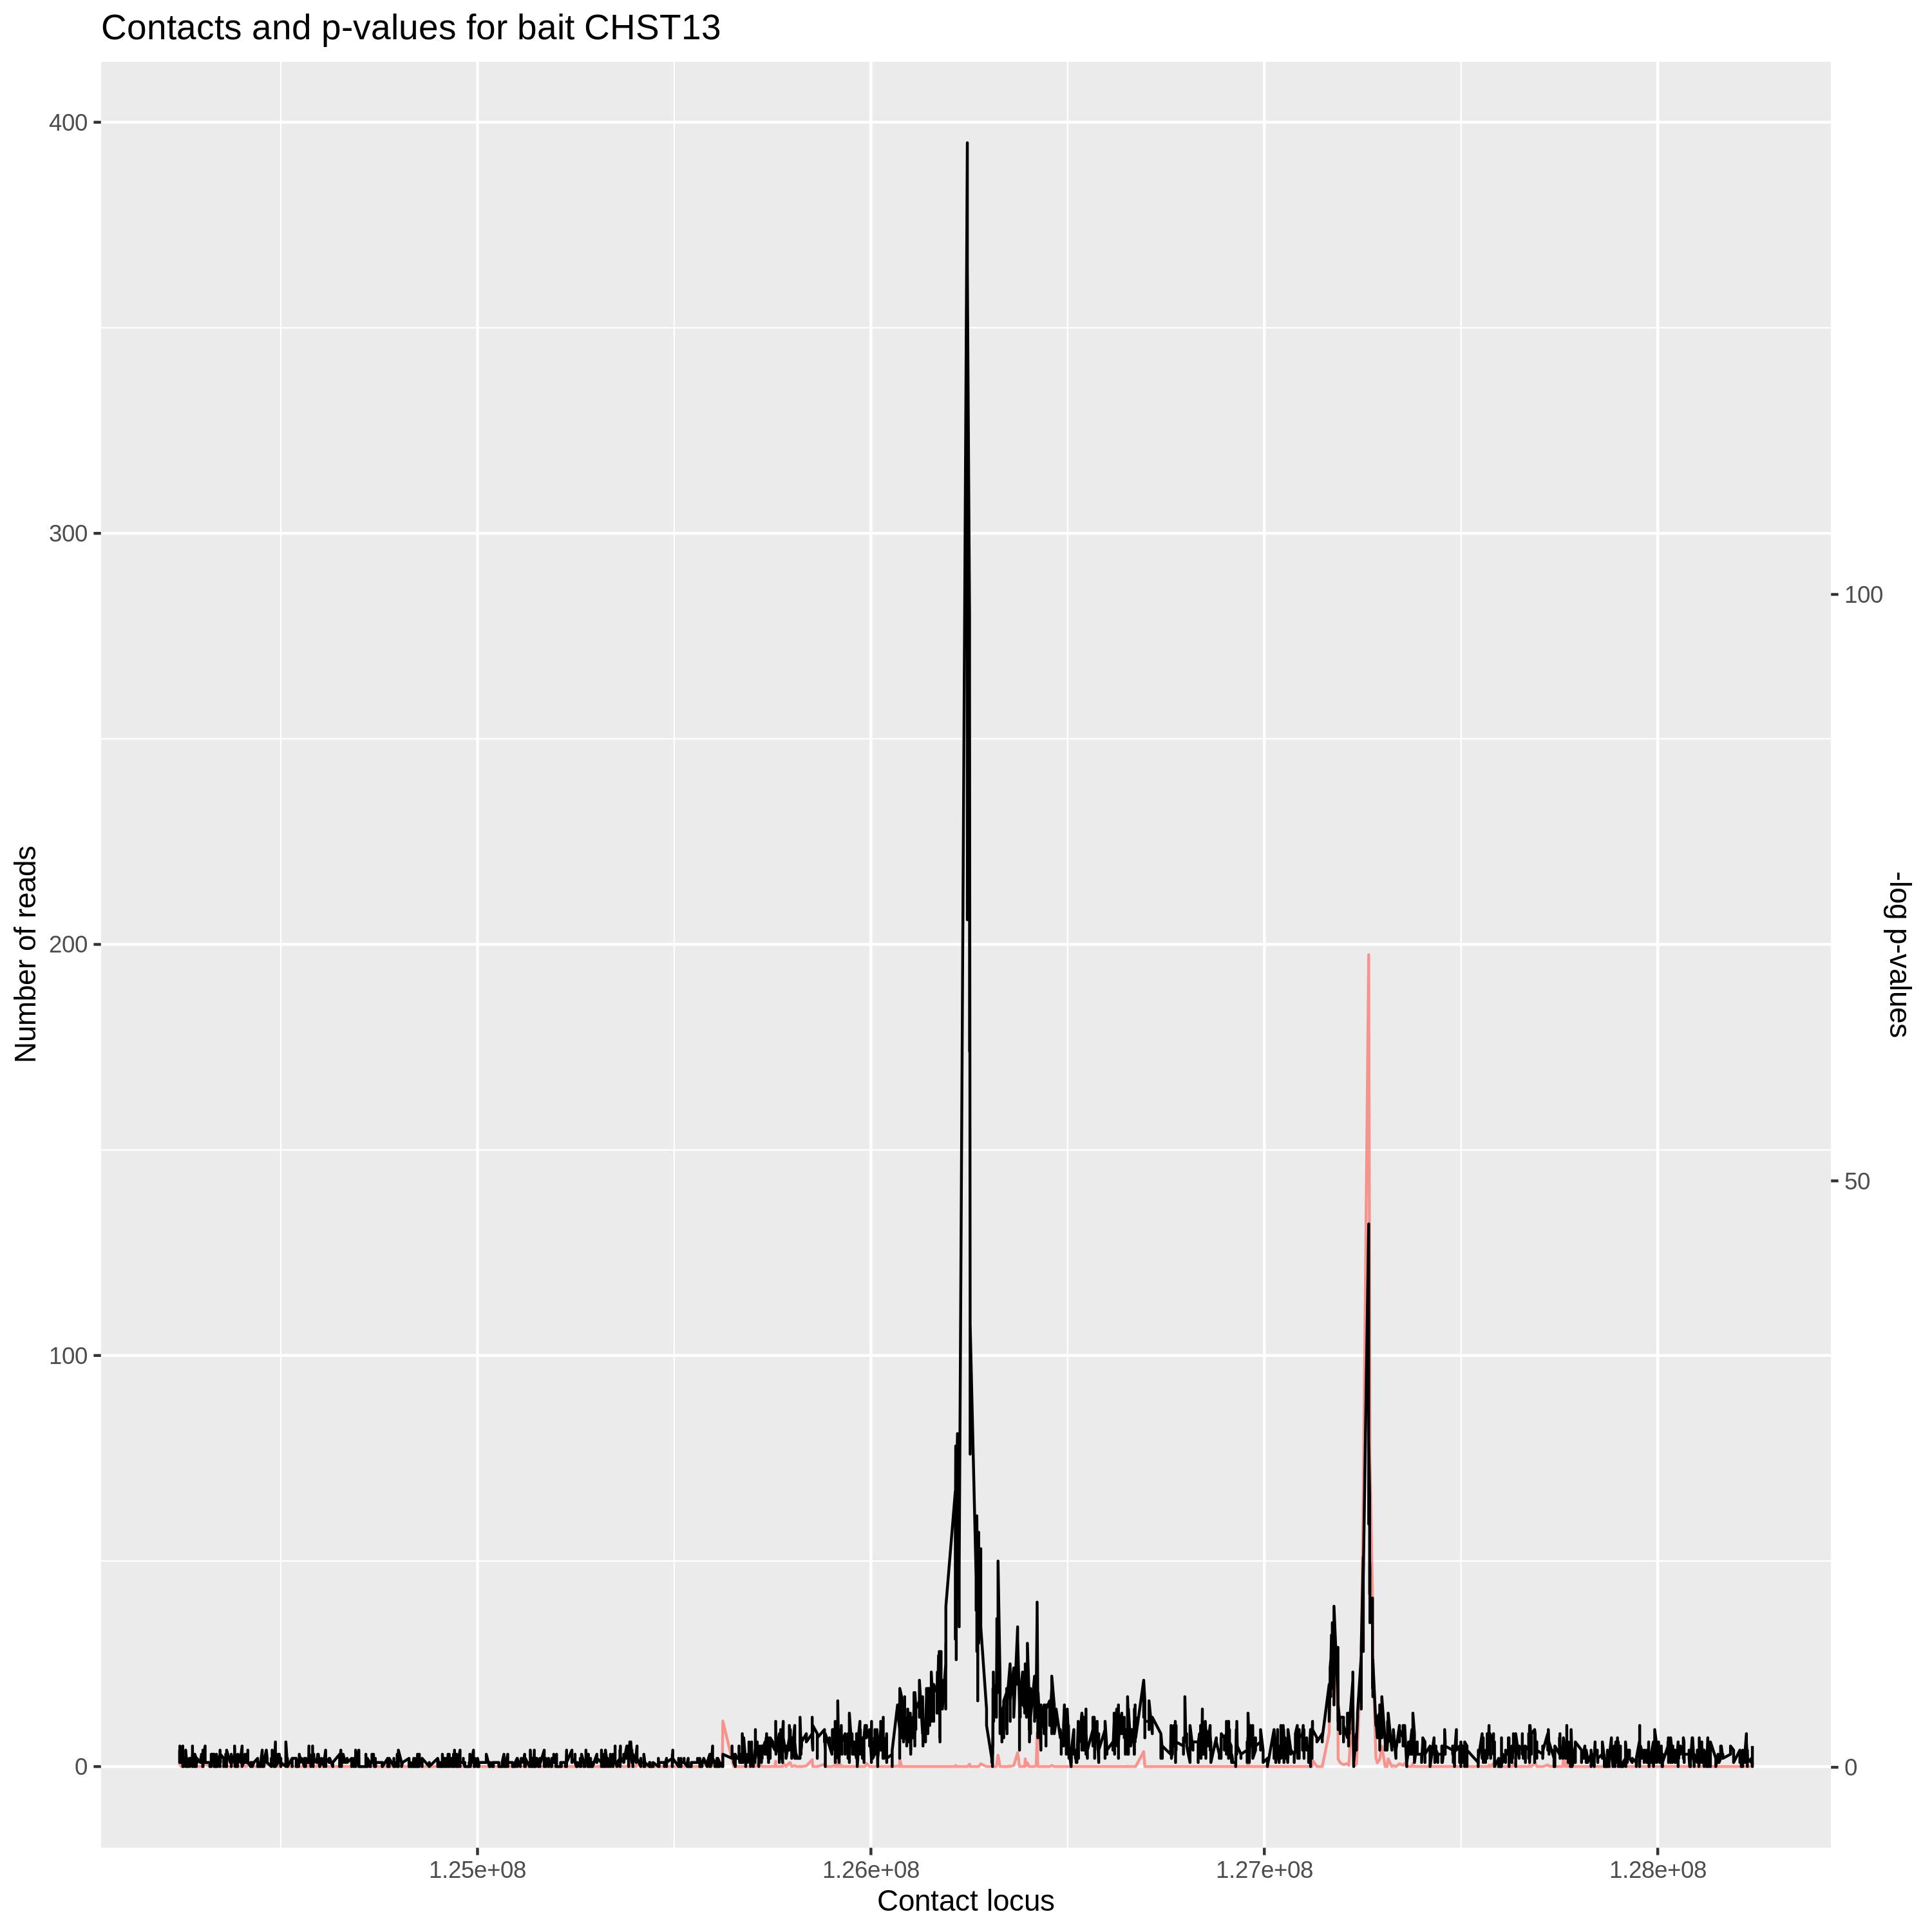 Contacts and p-values for bait CHST13
400
300
200
100
0
Number of reads
100
50
0
-log p-values
1.25e+08
1.26e+08
1.27e+08
1.28e+08
Contact locus